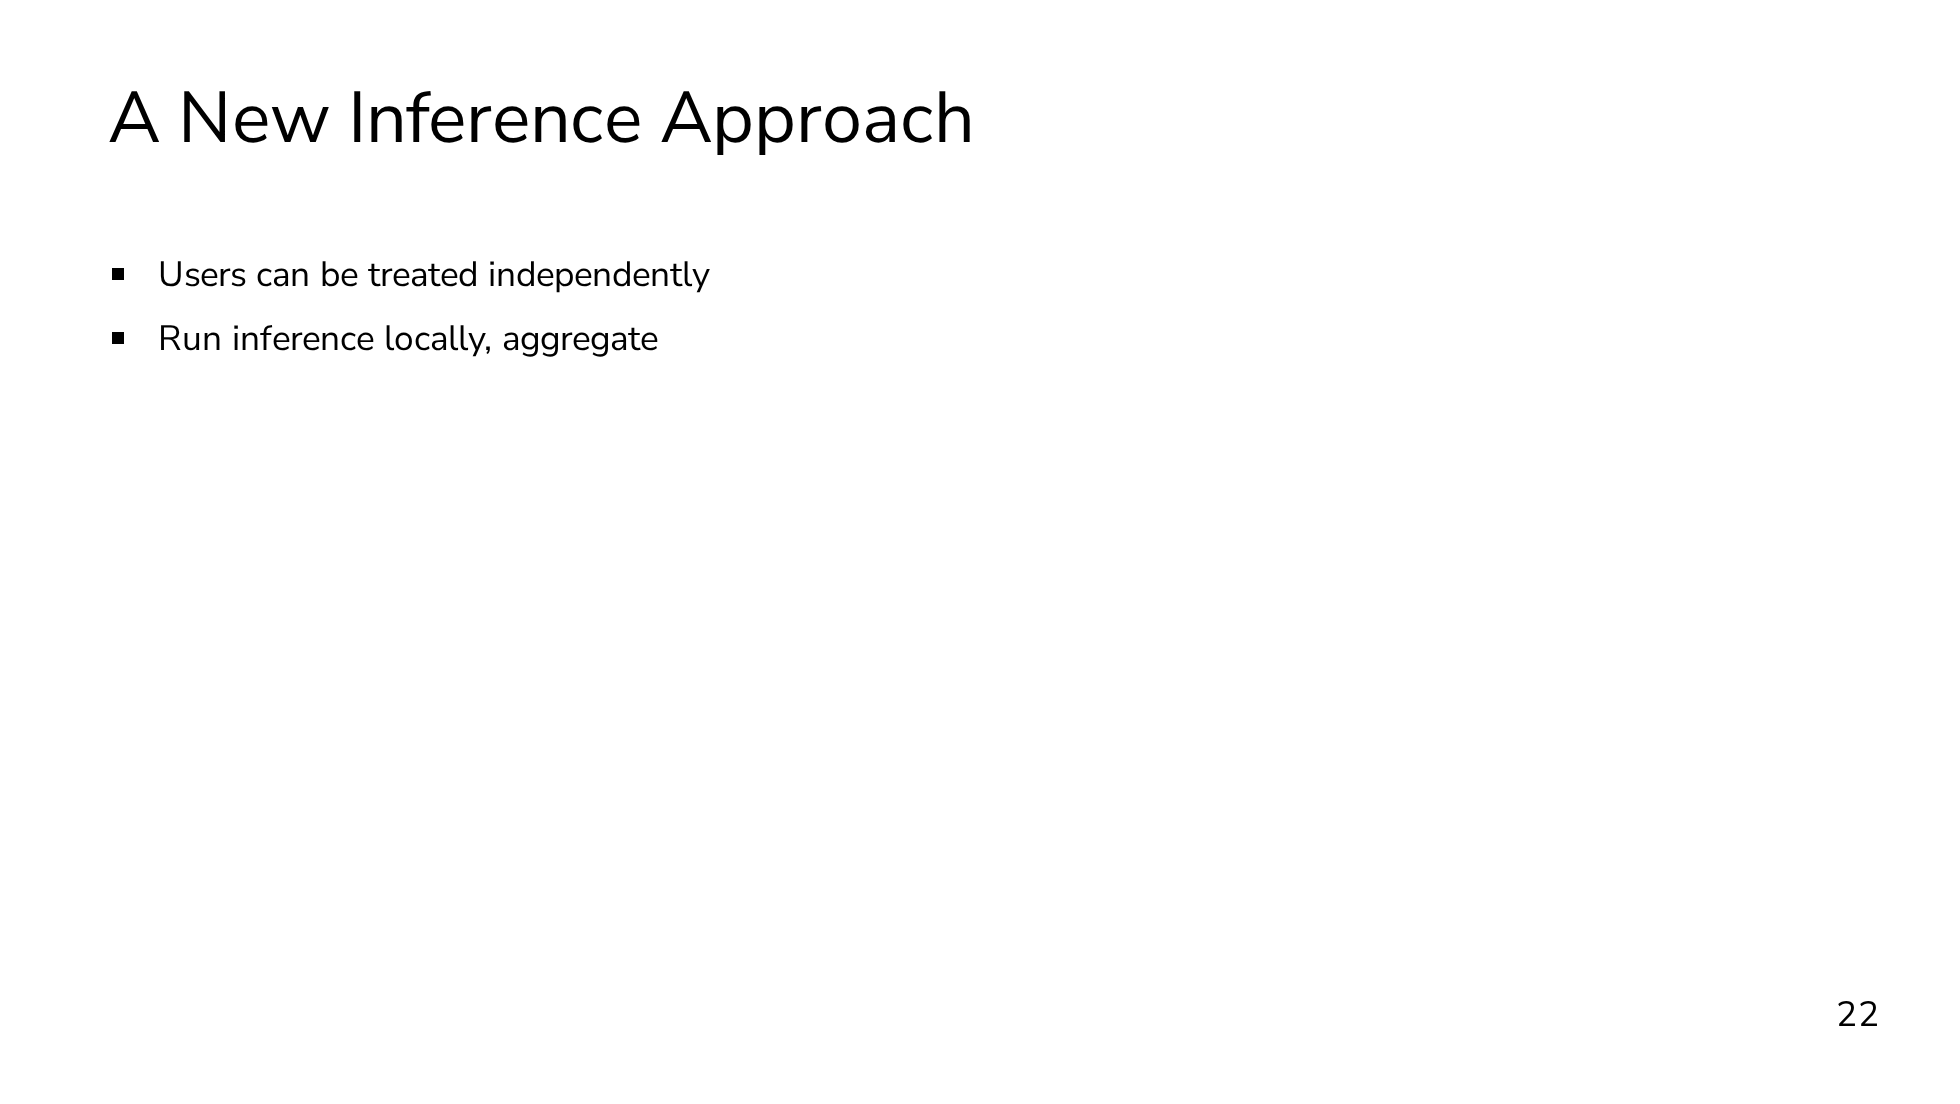 A New Inference Approach
▪ Users can be treated independently
▪ Run inference locally, aggregate
22